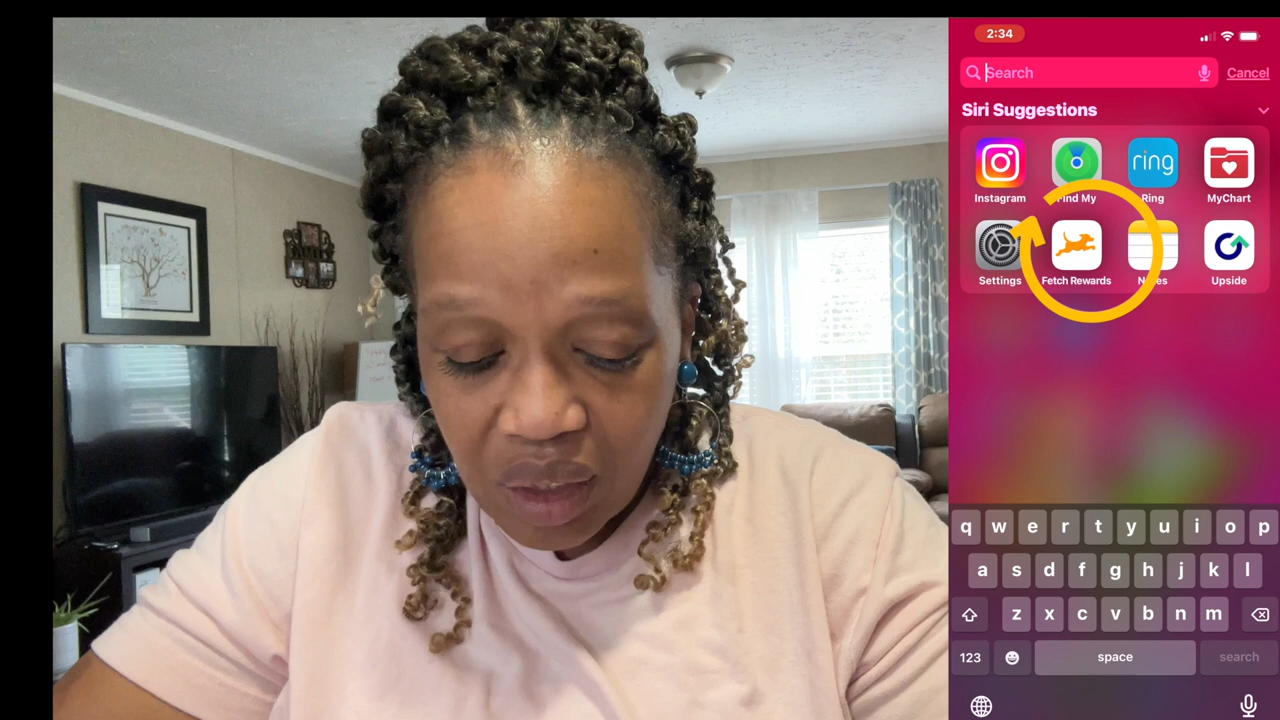 2:34
Search
Cancel
Siri Suggestions
ring
Instagram
Find My
Ring
MyChart
Settings
Fetch Rewards
Notes
Upside
q w e r t y u i o p
a s d f g h j k l
z x c v b n m
123
space
search